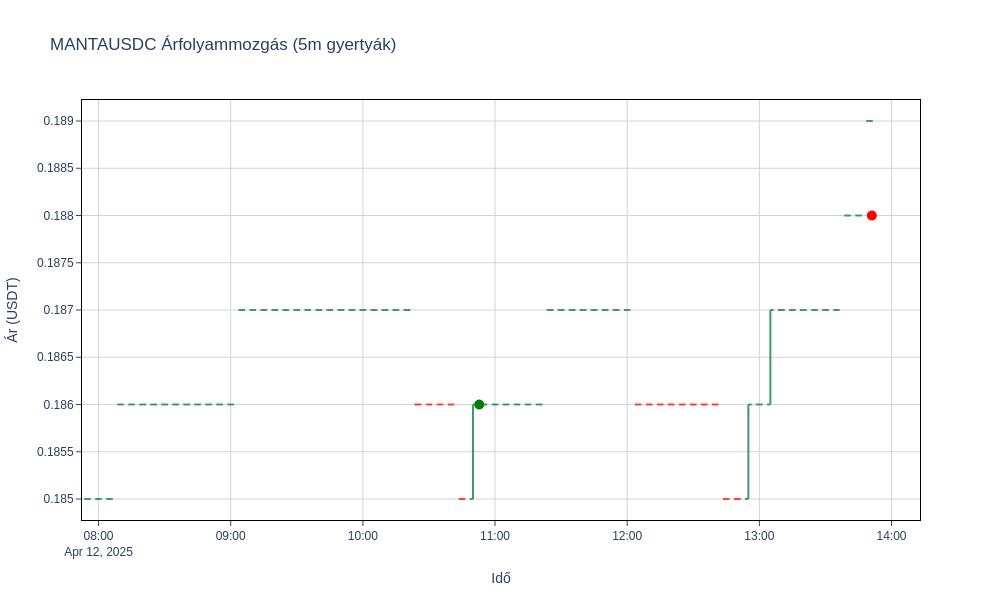 MANTAUSDC Árfolyammozgás (5m gyertyák)
0.189
0.1885
0.188
0.1875
0.187
0.1865
0.186
0.1855
0.185
Ár (USDT)
08:00 09:00 10:00 11:00 12:00 13:00 14:00
Apr 12, 2025
Idő